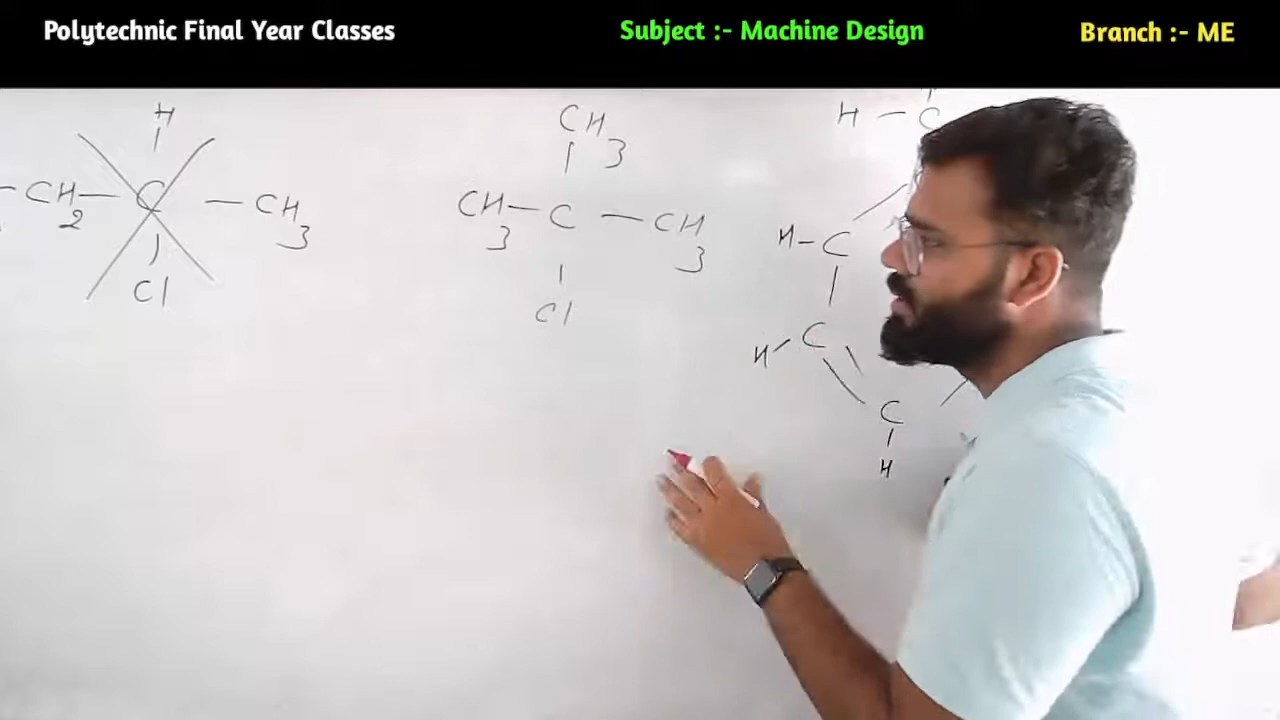 Polytechnic Final Year Classes
Subject :- Machine Design
Branch :- ME
H
CH2 — C — CH3
Cl
CH3
CH3 — C — CH3
Cl
H — C
H — C
H C
C
H